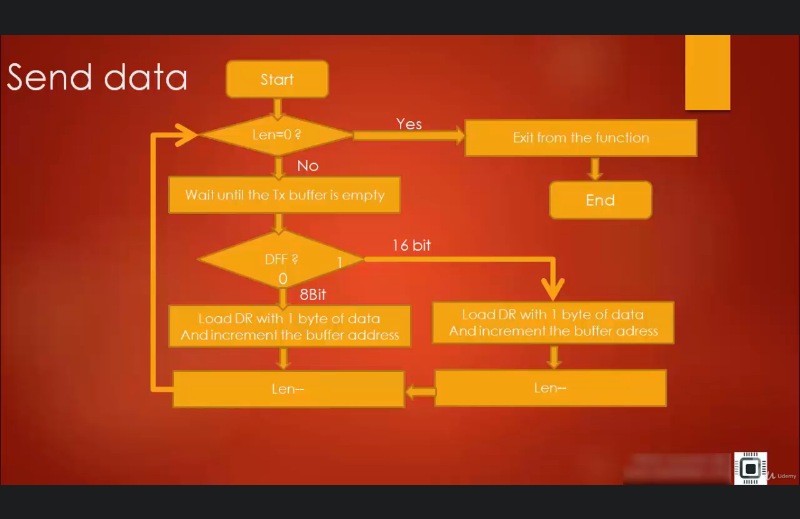 Send data
Start
Len=0 ?
Yes
Exit from the function
No
Wait until the Tx buffer is empty
End
DFF ?
1
16 bit
0
8Bit
Load DR with 1 byte of data
And increment the buffer address
Load DR with 1 byte of data
And increment the buffer adress
Len--
Len--
Udemy